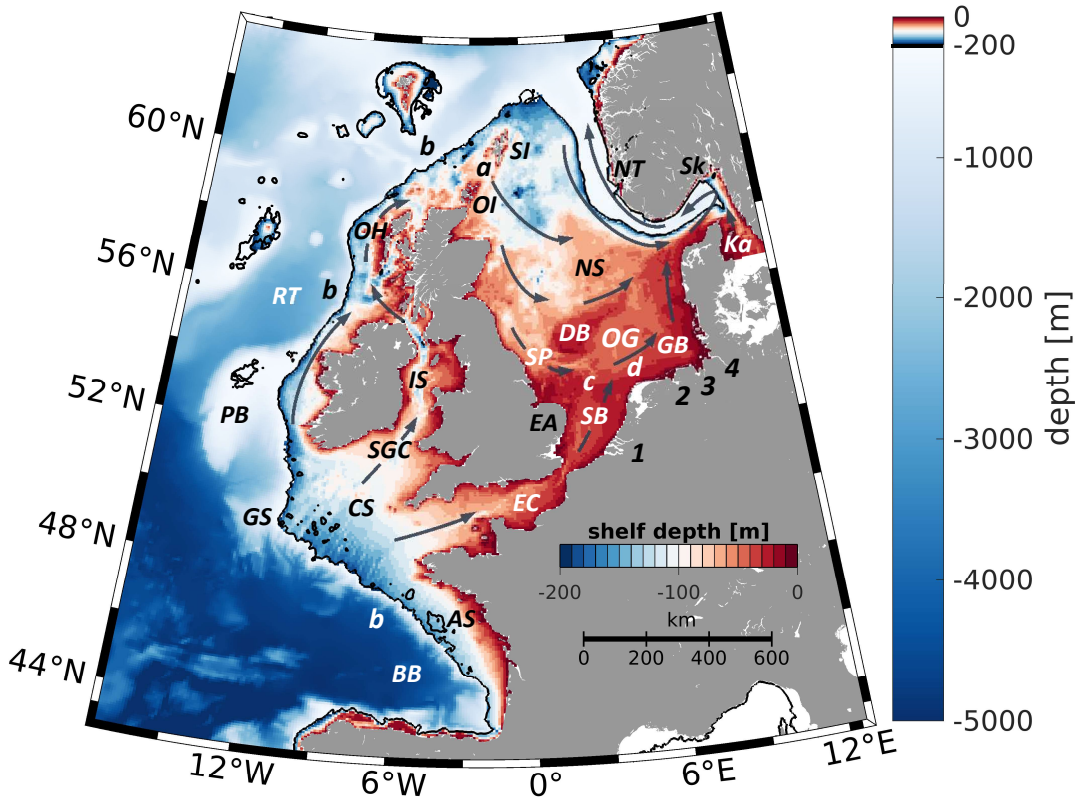 0
-200
60°N
b
a
SI
NT
Sk
-1000
OI
OH
Ka
56°N
RT
b
NS
-2000
DB
OG
GB
SP
IS
c
d
4
3
2
52°N
PB
EA
SB
depth [m]
SGC
1
-3000
CS
EC
GS
48°N
shelf depth [m]
-200
-100
0
-4000
b
AS
km
0
200
400
600
44°N
BB
-5000
12°W
6°W
0°
6°E
12°E